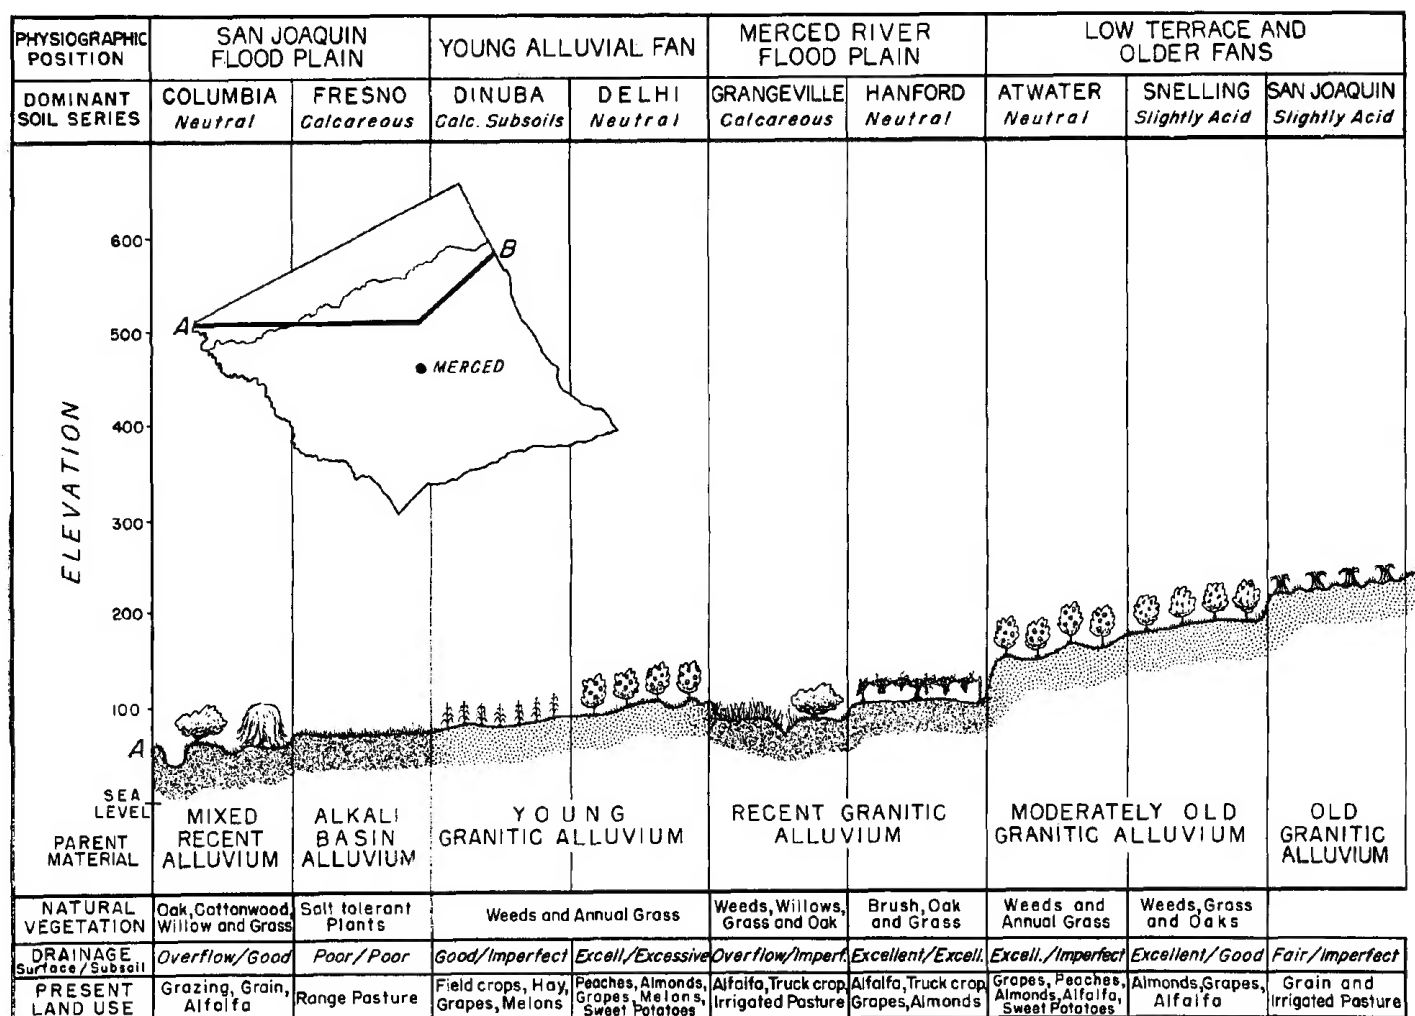 PHYSIOGRAPHIC
POSITION
SAN JOAQUIN
FLOOD PLAIN
YOUNG ALLUVIAL FAN
MERCED RIVER
FLOOD PLAIN
LOW TERRACE AND
OLDER FANS
DOMINANT
SOIL SERIES
COLUMBIA
Neutral
FRESNO
Calcareous
DINUBA
Calc. Subsoils
DELHI
Neutral
GRANGEVILLE
Calcareous
HANFORD
Neutral
ATWATER
Neutral
SNELLING
Slightly Acid
SAN JOAQUIN
Slightly Acid
ELEVATION
600
500
400
300
200
100
A
SEA
LEVEL
A
B
MERCED
PARENT
MATERIAL
MIXED
RECENT
ALLUVIUM
ALKALI
BASIN
ALLUVIUM
YOUNG
GRANITIC ALLUVIUM
RECENT GRANITIC
ALLUVIUM
MODERATELY OLD
GRANITIC ALLUVIUM
OLD
GRANITIC
ALLUVIUM
NATURAL
VEGETATION
Oak, Cottonwood,
Willow and Grass
Salt tolerant
Plants
Weeds and Annual Grass
Weeds, Willows,
Grass and Oak
Brush, Oak
and Grass
Weeds and
Annual Grass
Weeds, Grass
and Oaks
DRAINAGE
Surface/Subsoil
Overflow/Good
Poor/Poor
Good/Imperfect
Excell./Excessive
Overflow/Imperf.
Excellent/Excell.
Excell./Imperfect
Excellent/Good
Fair/Imperfect
PRESENT
LAND USE
Grazing, Grain,
Alfalfa
Range Pasture
Field crops, Hay,
Grapes, Melons
Peaches, Almonds,
Grapes, Melons,
Sweet Potatoes
Alfalfa, Truck crop,
Irrigated Pasture
Alfalfa, Truck crop,
Grapes, Almonds
Grapes, Peaches,
Almonds, Alfalfa,
Sweet Potatoes
Almonds, Grapes,
Alfalfa
Grain and
Irrigated Pasture